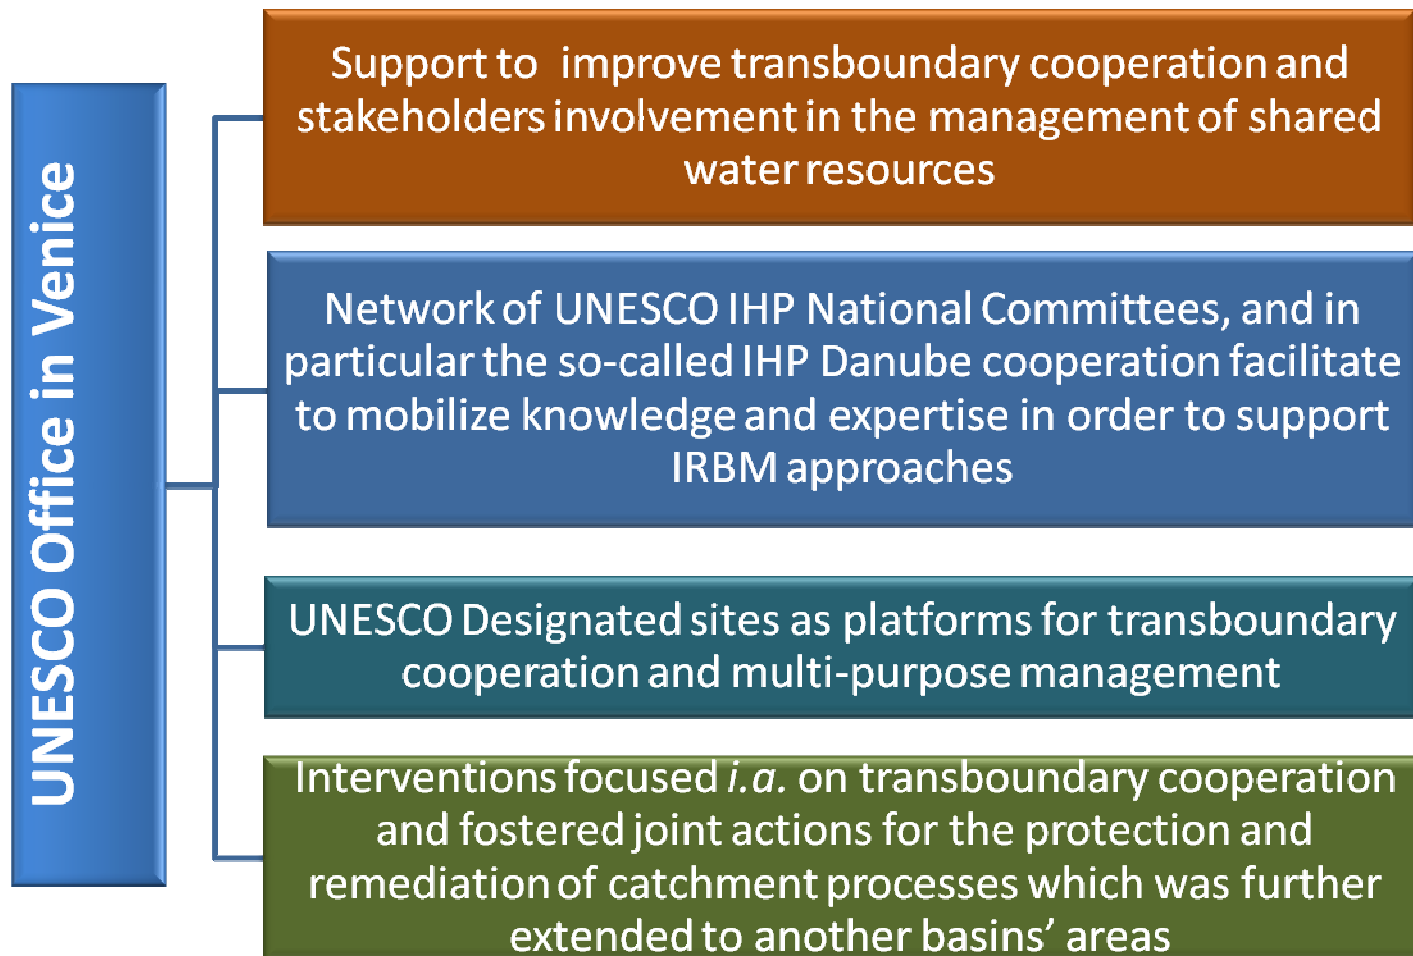 UNESCO Office in Venice
Support to improve transboundary cooperation and
stakeholders involvement in the management of shared
water resources
Network of UNESCO IHP National Committees, and in
particular the so-called IHP Danube cooperation facilitate
to mobilize knowledge and expertise in order to support
IRBM approaches
UNESCO Designated sites as platforms for transboundary
cooperation and multi-purpose management
Interventions focused i.a. on transboundary cooperation
and fostered joint actions for the protection and
remediation of catchment processes which was further
extended to another basins’ areas